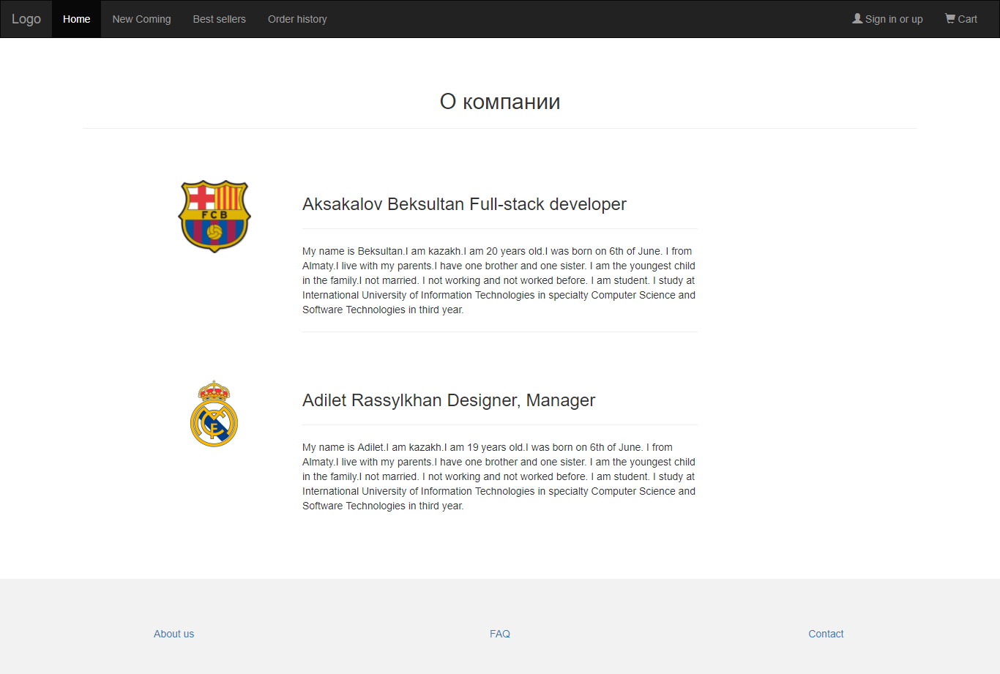 Logo Home New Coming Best sellers Order history Sign in or up Cart
О компании
FCB
Aksakalov Beksultan Full-stack developer
My name is Beksultan.I am kazakh.I am 20 years old.I was born on 6th of June. I from
Almaty.I live with my parents.I have one brother and one sister. I am the youngest child
in the family.I not married. I not working and not worked before. I am student. I study at
International University of Information Technologies in specialty Computer Science and
Software Technologies in third year.
Adilet Rassylkhan Designer, Manager
My name is Adilet.I am kazakh.I am 19 years old.I was born on 6th of June. I from
Almaty.I live with my parents.I have one brother and one sister. I am the youngest child
in the family.I not married. I not working and not worked before. I am student. I study at
International University of Information Technologies in specialty Computer Science and
Software Technologies in third year.
About us FAQ Contact